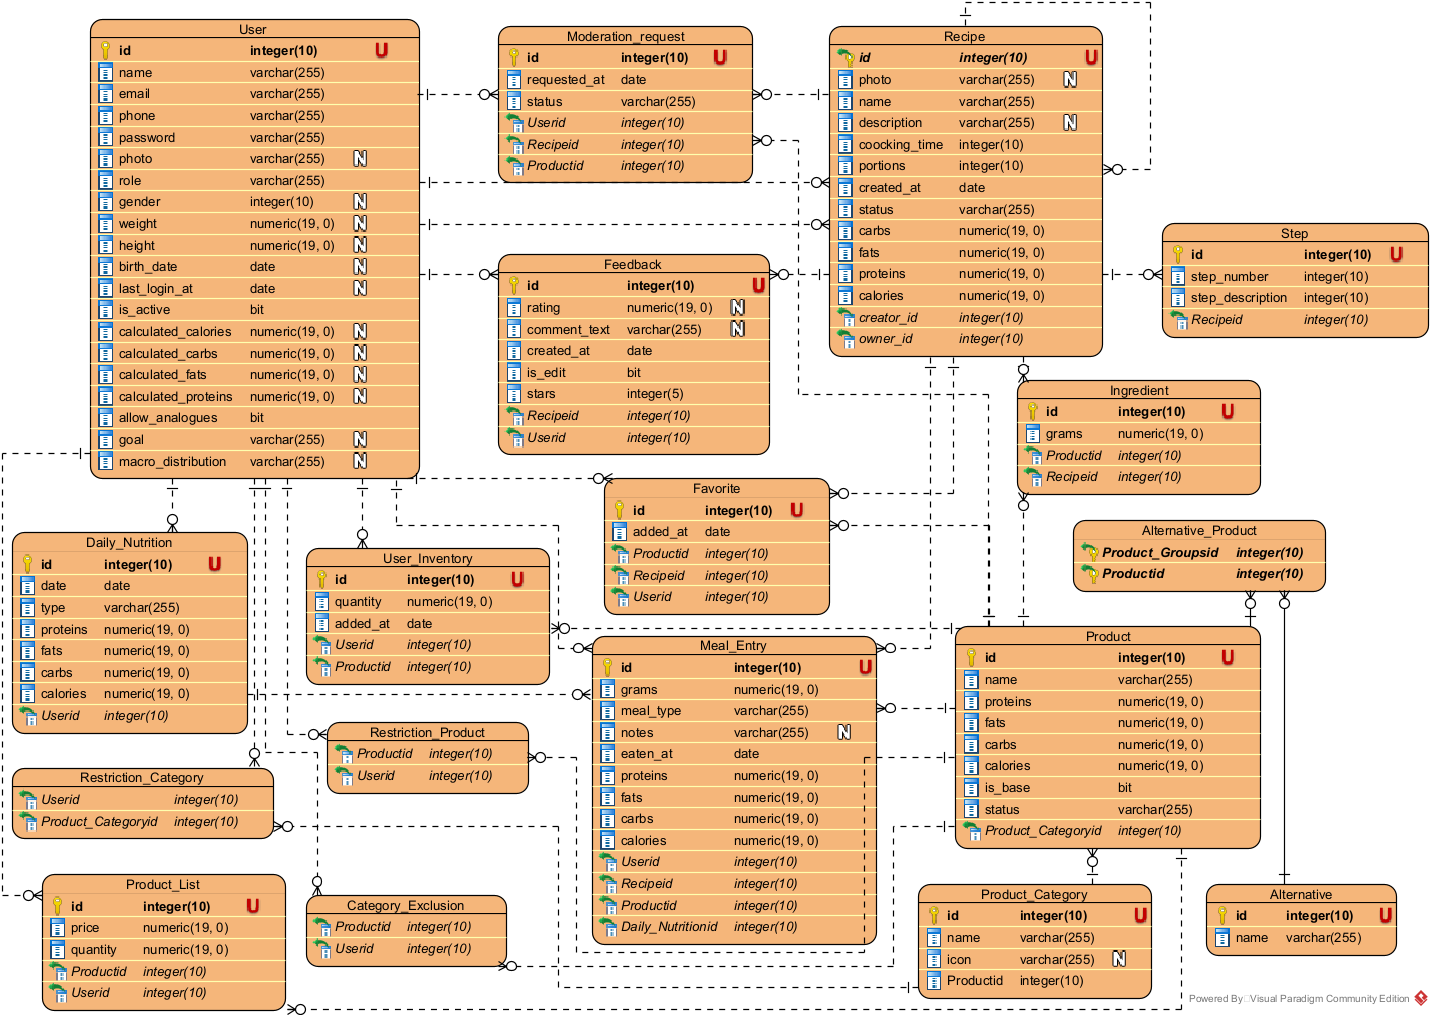 User
id integer(10) U
name varchar(255)
email varchar(255)
phone varchar(255)
password varchar(255)
photo varchar(255) N
role varchar(255)
gender integer(10) N
weight numeric(19, 0) N
height numeric(19, 0) N
birth_date date N
last_login_at date N
is_active bit
calculated_calories numeric(19, 0) N
calculated_carbs numeric(19, 0) N
calculated_fats numeric(19, 0) N
calculated_proteins numeric(19, 0) N
allow_analogues bit
goal varchar(255) N
macro_distribution varchar(255) N
Moderation_request
id integer(10) U
requested_at date
status varchar(255)
Userid integer(10)
Recipeid integer(10)
Productid integer(10)
Recipe
id integer(10) U
photo varchar(255) N
name varchar(255)
description varchar(255) N
coocking_time integer(10)
portions integer(10)
created_at date
status varchar(255)
carbs numeric(19, 0)
fats numeric(19, 0)
proteins numeric(19, 0)
calories numeric(19, 0)
creator_id integer(10)
owner_id integer(10)
Step
id integer(10) U
step_number integer(10)
step_description integer(10)
Recipeid integer(10)
Feedback
id integer(10) U
rating numeric(19, 0) N
comment_text varchar(255) N
created_at date
is_edit bit
stars integer(5)
Recipeid integer(10)
Userid integer(10)
Ingredient
id integer(10) U
grams numeric(19, 0)
Productid integer(10)
Recipeid integer(10)
Favorite
id integer(10) U
added_at date
Productid integer(10)
Recipeid integer(10)
Userid integer(10)
Alternative_Product
Product_Groupsid integer(10)
Productid integer(10)
Daily_Nutrition
id integer(10) U
date date
type varchar(255)
proteins numeric(19, 0)
fats numeric(19, 0)
carbs numeric(19, 0)
calories numeric(19, 0)
Userid integer(10)
User_Inventory
id integer(10) U
quantity numeric(19, 0)
added_at date
Userid integer(10)
Productid integer(10)
Meal_Entry
id integer(10) U
grams numeric(19, 0)
meal_type varchar(255)
notes varchar(255) N
eaten_at date
proteins numeric(19, 0)
fats numeric(19, 0)
carbs numeric(19, 0)
calories numeric(19, 0)
Userid integer(10)
Recipeid integer(10)
Productid integer(10)
Daily_Nutritionid integer(10)
Product
id integer(10) U
name varchar(255)
proteins numeric(19, 0)
fats numeric(19, 0)
carbs numeric(19, 0)
calories numeric(19, 0)
is_base bit
status varchar(255)
Product_Categoryid integer(10)
Restriction_Product
Productid integer(10)
Userid integer(10)
Restriction_Category
Userid integer(10)
Product_Categoryid integer(10)
Product_List
id integer(10) U
price numeric(19, 0)
quantity numeric(19, 0)
Productid integer(10)
Userid integer(10)
Category_Exclusion
Productid integer(10)
Userid integer(10)
Product_Category
id integer(10) U
name varchar(255)
icon varchar(255) N
Productid integer(10)
Alternative
id integer(10) U
name varchar(255)
Powered By Visual Paradigm Community Edition